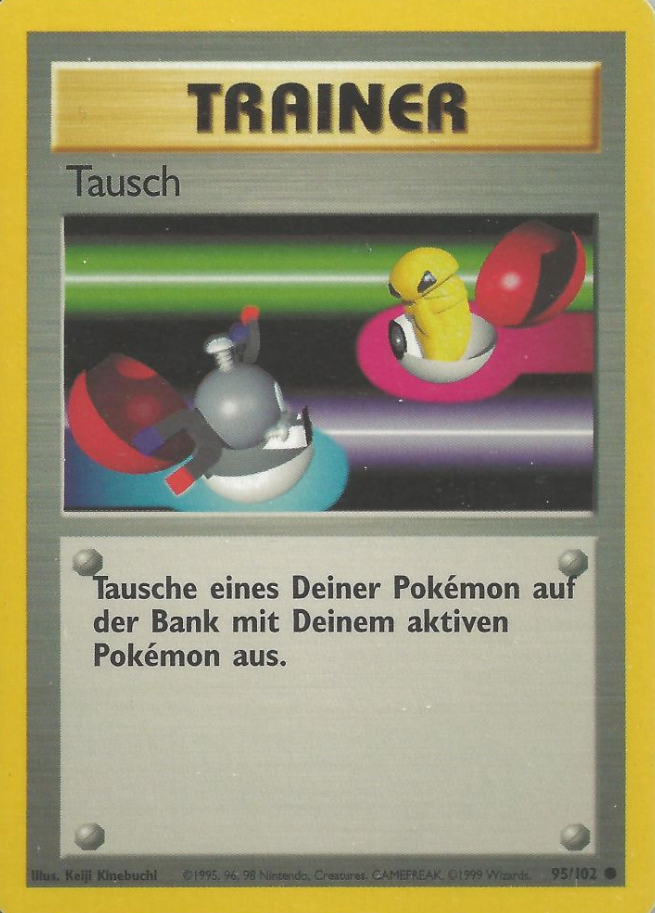 TRAINER
Tausch
Tausche eines Deiner Pokémon auf
der Bank mit Deinem aktiven
Pokémon aus.
Illus. Keiji Kinebuchi ©1995, 96, 98 Nintendo, Creatures, GAMEFREAK. ©1999 Wizards. 95/102